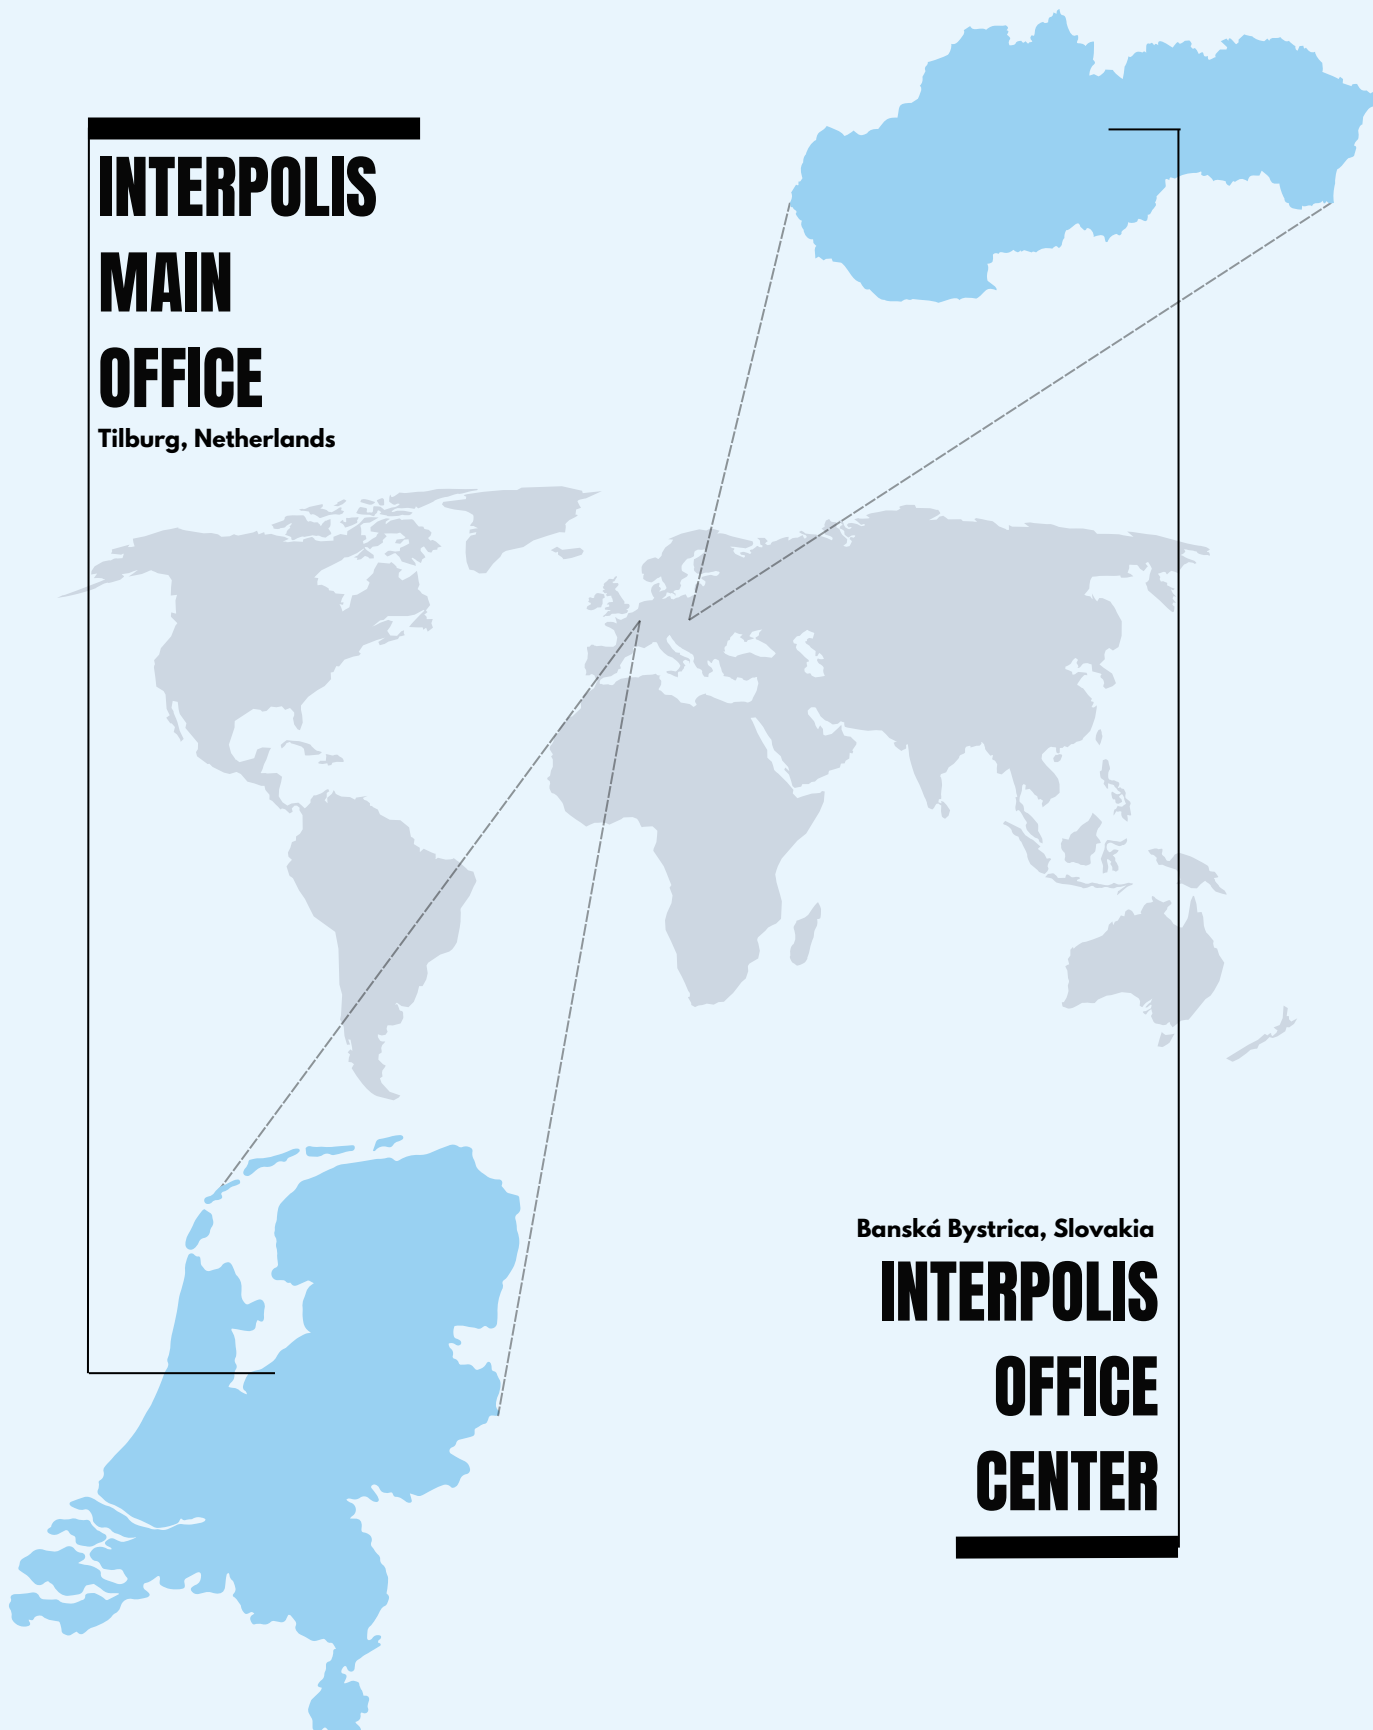 INTERPOLIS
MAIN
OFFICE
Tilburg, Netherlands
Banská Bystrica, Slovakia
INTERPOLIS
OFFICE
CENTER